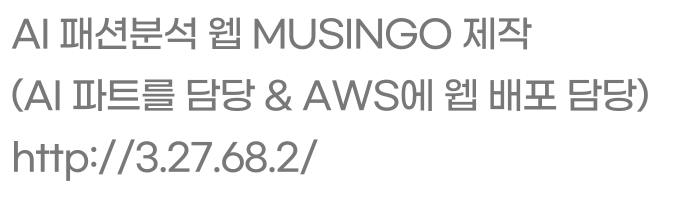 AI 패션분석 웹 MUSINGO 제작
(AI 파트를 담당 & AWS에 웹 배포 담당)
http://3.27.68.2/